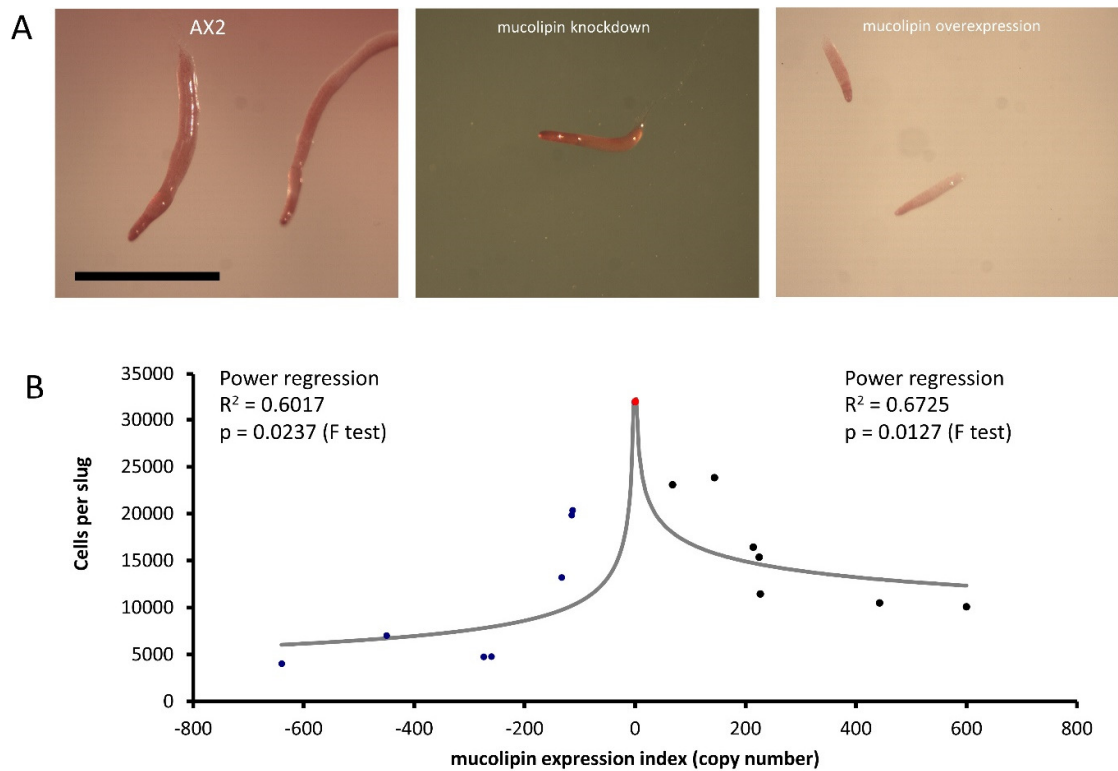 A
AX2
mucolipin knockdown
mucolipin overexpression
B
Power regression
R² = 0.6017
p = 0.0237 (F test)
Power regression
R² = 0.6725
p = 0.0127 (F test)
Cells per slug
35000
30000
25000
20000
15000
10000
5000
0
-800
-600
-400
-200
0
200
400
600
800
mucolipin expression index (copy number)